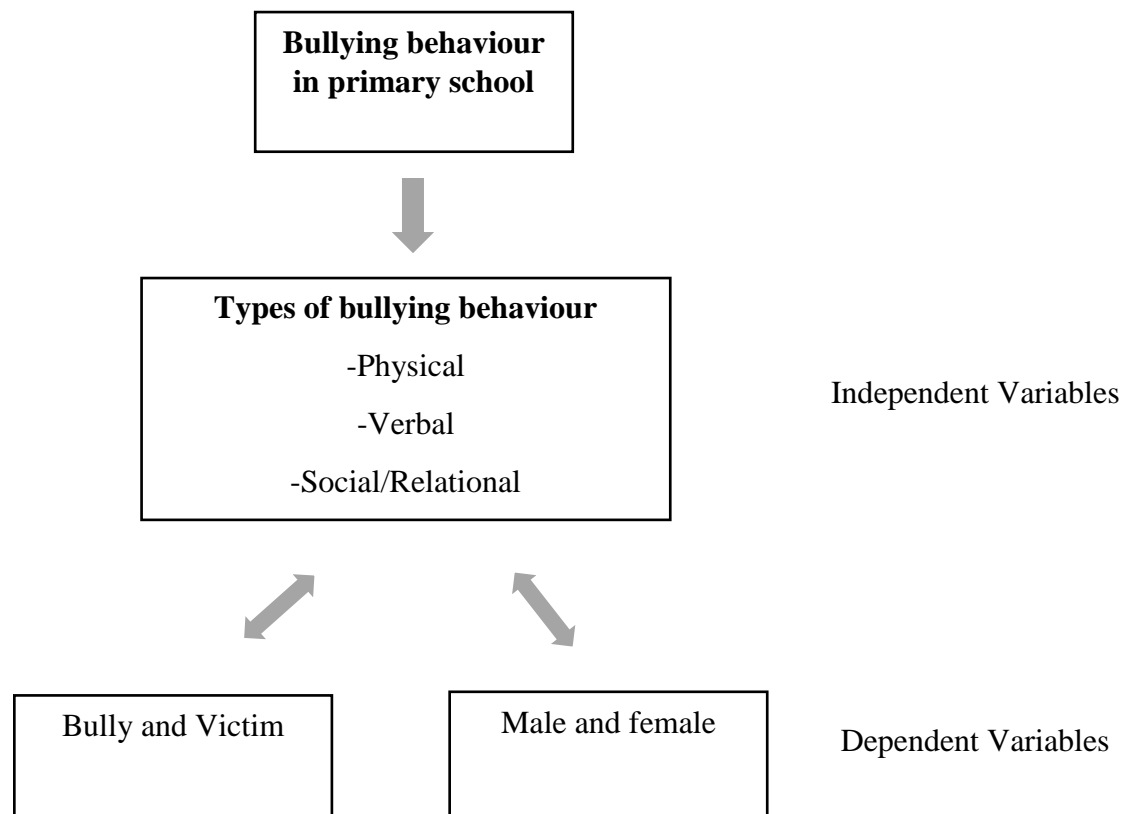 Bullying behaviour
in primary school
Types of bullying behaviour
-Physical
-Verbal
-Social/Relational
Independent Variables
Bully and Victim
Male and female
Dependent Variables